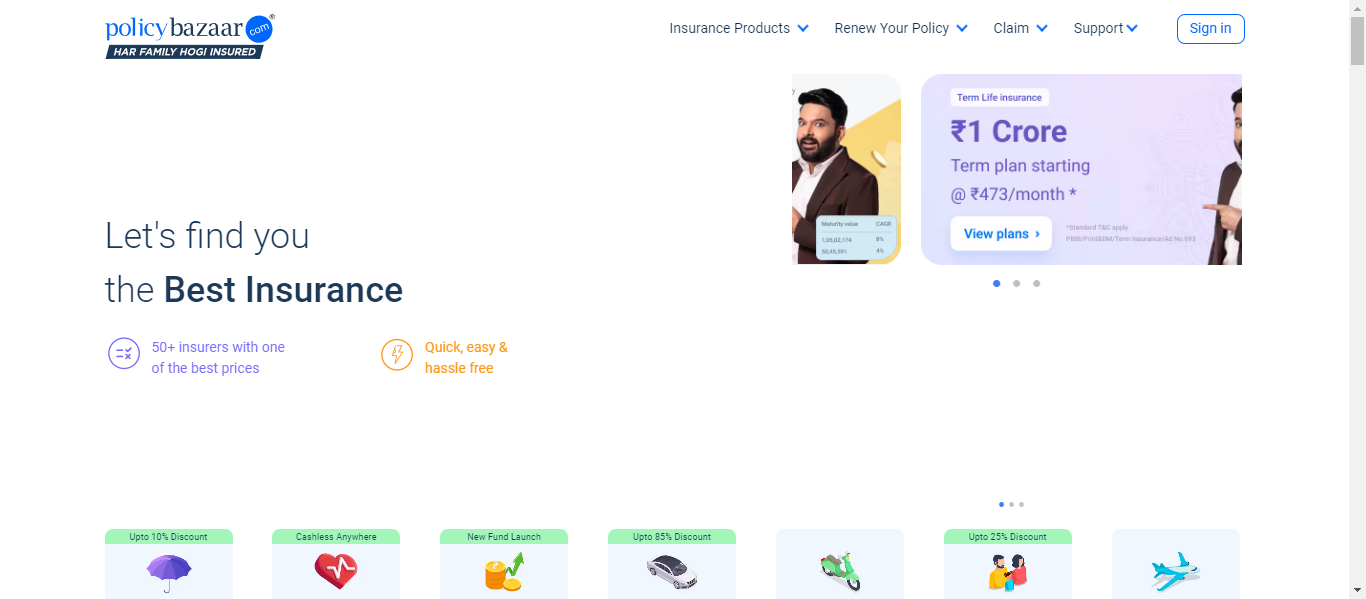 policybazaar.com®
HAR FAMILY HOGI INSURED
Insurance Products
Renew Your Policy
Claim
Support
Sign in
Maturity value CAGR
1,05,02,174 8%
50,46,591 4%
Term Life insurance
₹1 Crore
Term plan starting
@ ₹473/month *
View plans ›
*Standard T&C apply.
PBIB/Print&DM/Term Insurance/Ad No.093
Let's find you
the Best Insurance
50+ insurers with one
of the best prices
Quick, easy &
hassle free
Upto 10% Discount
Cashless Anywhere
New Fund Launch
Upto 85% Discount
Upto 25% Discount